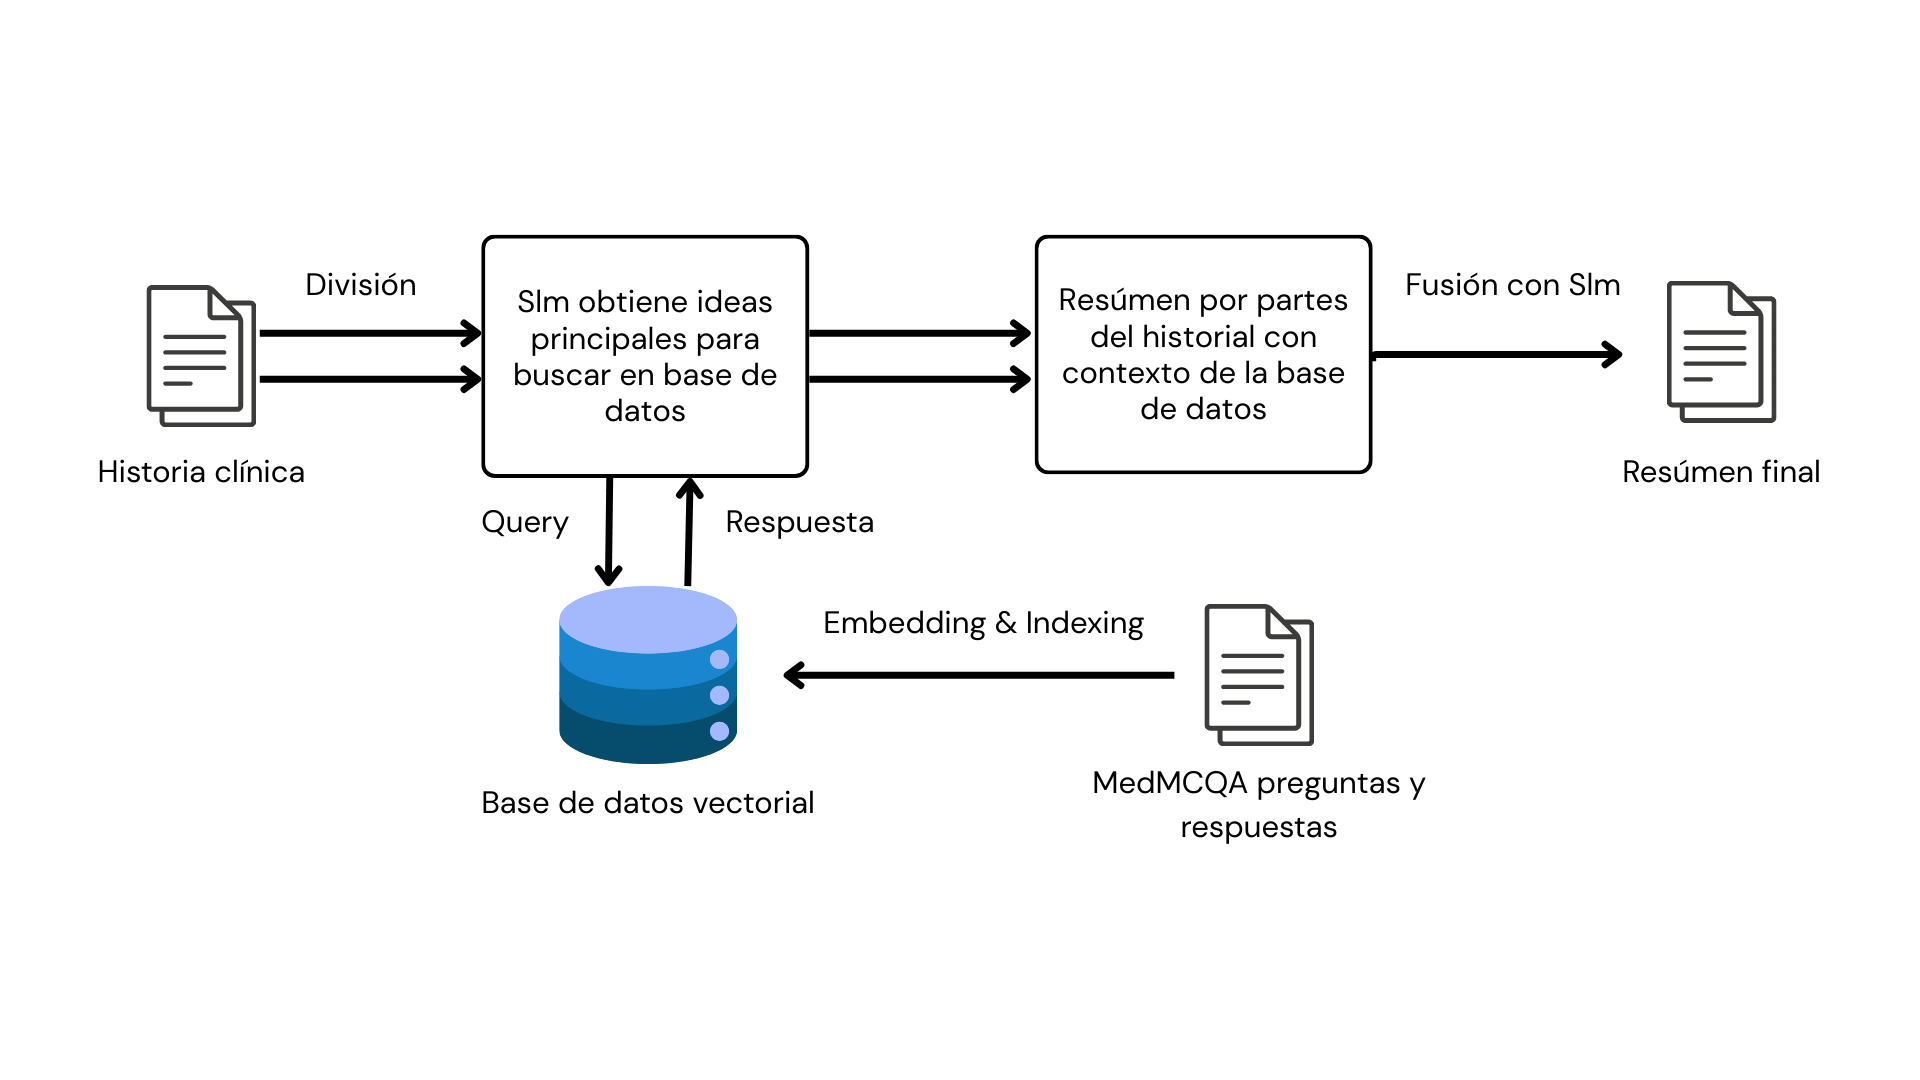 División
Slm obtiene ideas
principales para
buscar en base de
datos
Resúmen por partes
del historial con
contexto de la base
de datos
Fusión con Slm
Historia clínica
Resúmen final
Query
Respuesta
Embedding & Indexing
Base de datos vectorial
MedMCQA preguntas y
respuestas